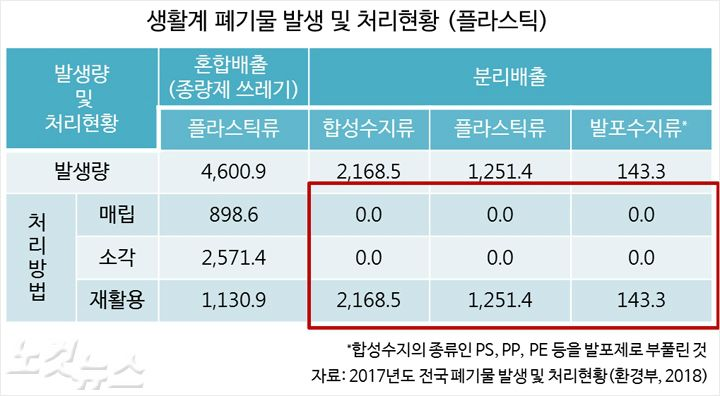 생활계 폐기물 발생 및 처리현황 (플라스틱)
발생량 및 처리현황 혼합배출 (종량제 쓰레기) 분리배출
플라스틱류 합성수지류 플라스틱류 발포수지류*
발생량 4,600.9 2,168.5 1,251.4 143.3
처리방법 매립 898.6 0.0 0.0 0.0
소각 2,571.4 0.0 0.0 0.0
재활용 1,130.9 2,168.5 1,251.4 143.3
*합성수지의 종류인 PS, PP, PE 등을 발포제로 부풀린 것
자료: 2017년도 전국 폐기물 발생 및 처리현황(환경부, 2018)
노컷뉴스